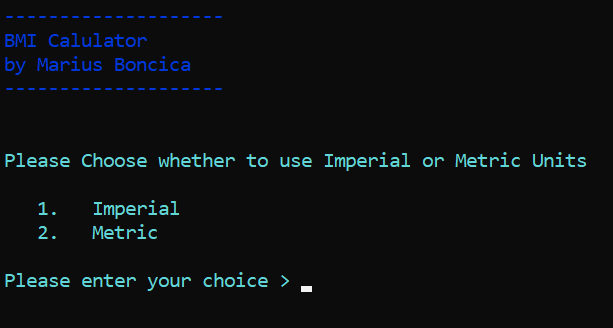 --------------------
BMI Calulator
by Marius Boncica
--------------------
Please Choose whether to use Imperial or Metric Units
1. Imperial
2. Metric
Please enter your choice >